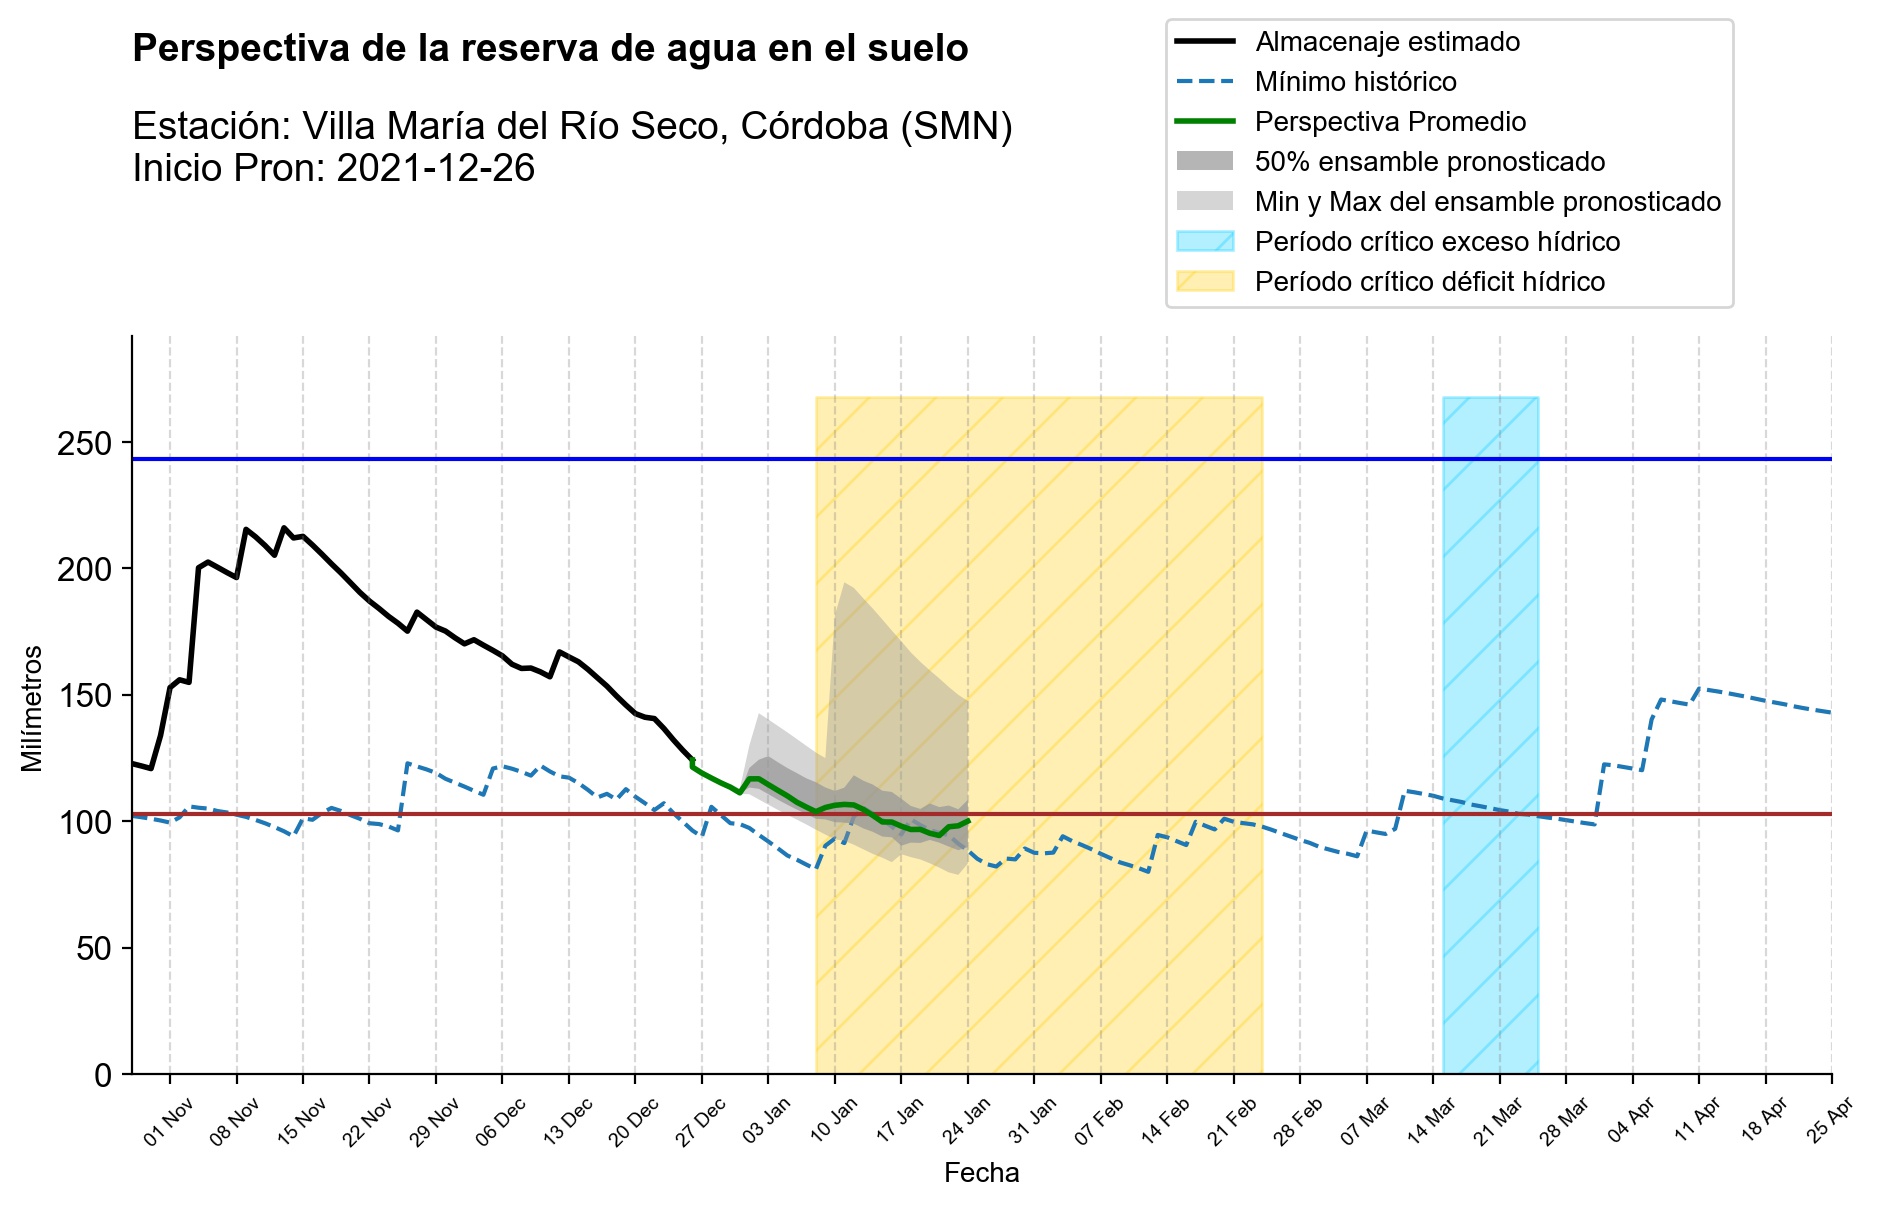 Perspectiva de la reserva de agua en el suelo
Estación: Villa María del Río Seco, Córdoba (SMN)
Inicio Pron: 2021-12-26
Almacenaje estimado
Mínimo histórico
Perspectiva Promedio
50% ensamble pronosticado
Min y Max del ensamble pronosticado
Período crítico exceso hídrico
Período crítico déficit hídrico
Milímetros
250
200
150
100
50
0
01 Nov
08 Nov
15 Nov
22 Nov
29 Nov
06 Dec
13 Dec
20 Dec
27 Dec
03 Jan
10 Jan
17 Jan
24 Jan
31 Jan
07 Feb
14 Feb
21 Feb
28 Feb
07 Mar
14 Mar
21 Mar
28 Mar
04 Apr
11 Apr
18 Apr
25 Apr
Fecha